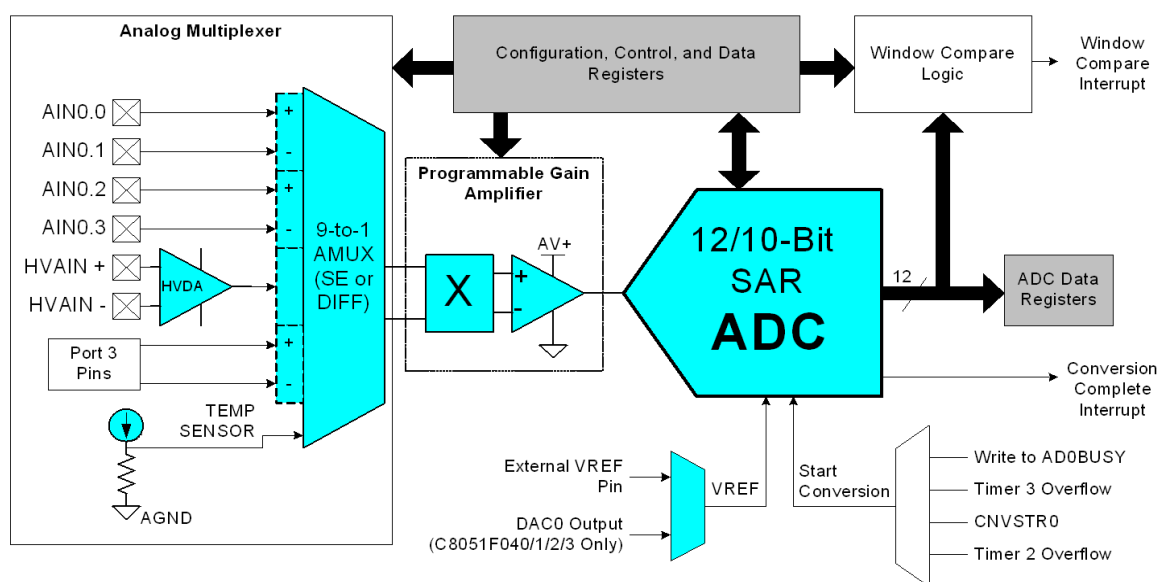 Analog Multiplexer
AIN0.0
AIN0.1
AIN0.2
AIN0.3
HVAIN +
HVAIN -
HVDA
Port 3
Pins
+
-
+
-
+
-
9-to-1
AMUX
(SE or
DIFF)
TEMP
SENSOR
AGND
Configuration, Control, and Data
Registers
Programmable Gain
Amplifier
X
+
-
AV+
12/10-Bit
SAR
ADC
12
Window Compare
Logic
Window
Compare
Interrupt
ADC Data
Registers
Conversion
Complete
Interrupt
External VREF
Pin
DAC0 Output
(C8051F040/1/2/3 Only)
VREF
Start
Conversion
Write to AD0BUSY
Timer 3 Overflow
CNVSTR0
Timer 2 Overflow